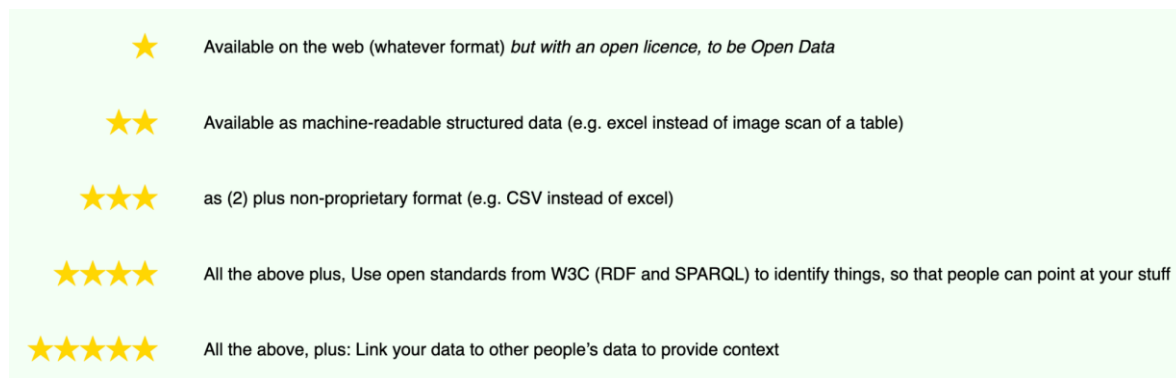 Available on the web (whatever format) but with an open licence, to be Open Data
Available as machine-readable structured data (e.g. excel instead of image scan of a table)
as (2) plus non-proprietary format (e.g. CSV instead of excel)
All the above plus, Use open standards from W3C (RDF and SPARQL) to identify things, so that people can point at your stuff
All the above, plus: Link your data to other people’s data to provide context